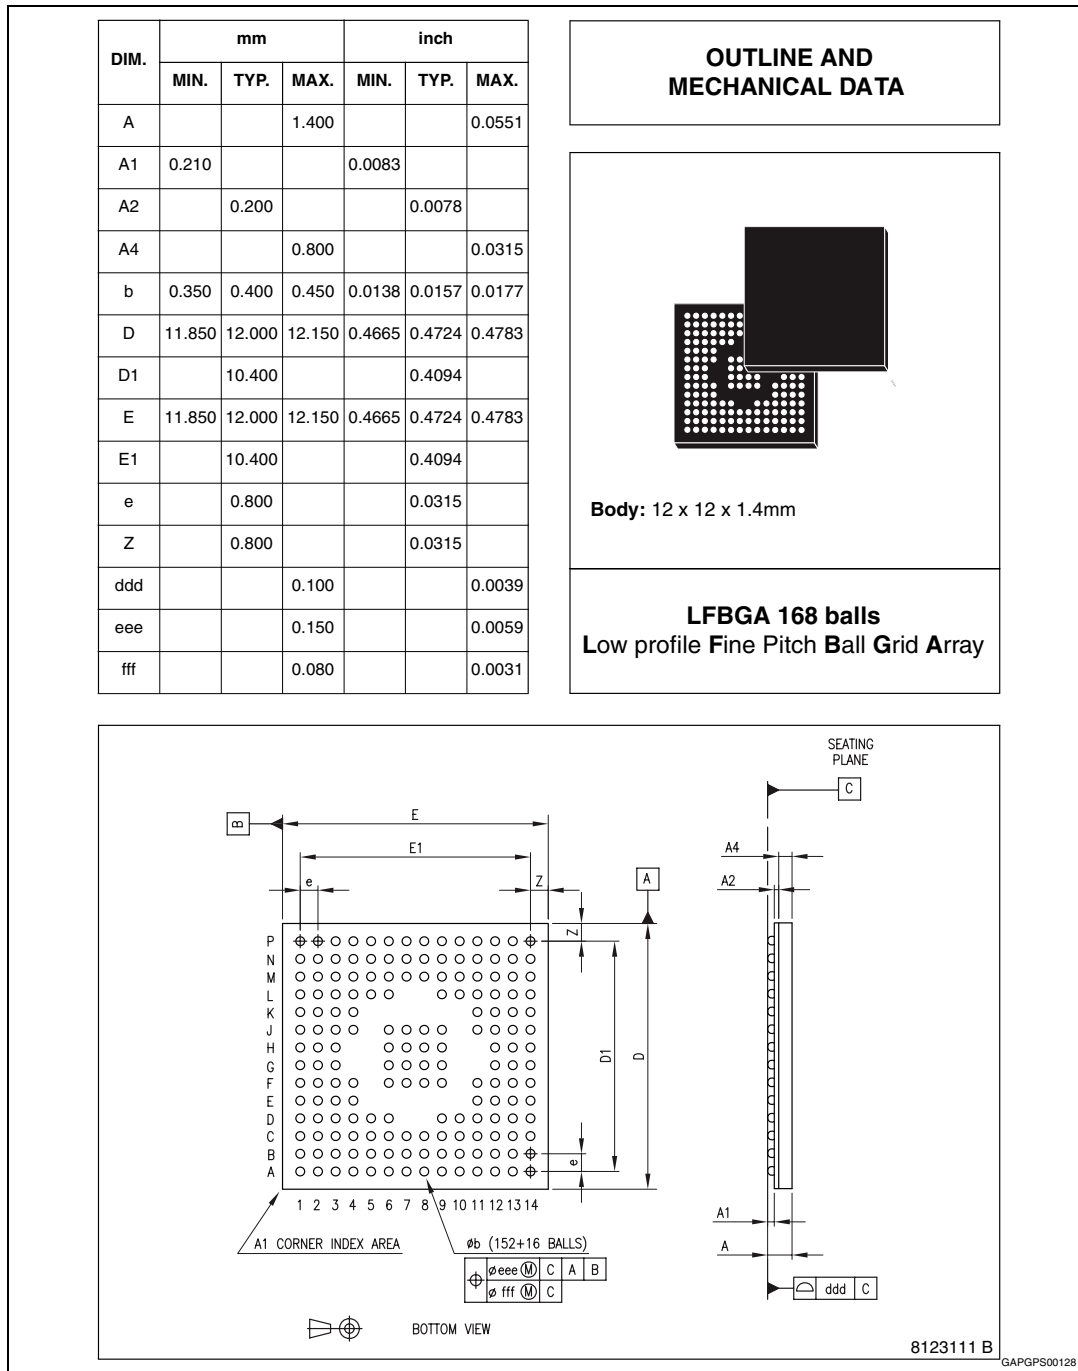 DIM. mm inch
MIN. TYP. MAX. MIN. TYP. MAX.
A 1.400 0.0551
A1 0.210 0.0083
A2 0.200 0.0078
A4 0.800 0.0315
b 0.350 0.400 0.450 0.0138 0.0157 0.0177
D 11.850 12.000 12.150 0.4665 0.4724 0.4783
D1 10.400 0.4094
E 11.850 12.000 12.150 0.4665 0.4724 0.4783
E1 10.400 0.4094
e 0.800 0.0315
Z 0.800 0.0315
ddd 0.100 0.0039
eee 0.150 0.0059
fff 0.080 0.0031
OUTLINE AND
MECHANICAL DATA
Body: 12 x 12 x 1.4mm
LFBGA 168 balls
Low profile Fine Pitch Ball Grid Array
SEATING
PLANE
C
B
E
E1
e
Z
A
A4
A2
Z
P
N
M
L
K
J
H
G
F
E
D
C
B
A
D1
D
e
1 2 3 4 5 6 7 8 9 10 11 12 13 14
A1
A
A1 CORNER INDEX AREA
øb (152+16 BALLS)
ø eee Ⓜ C A B
ø fff Ⓜ C
ddd C
BOTTOM VIEW
8123111 B
GAPGPS00128